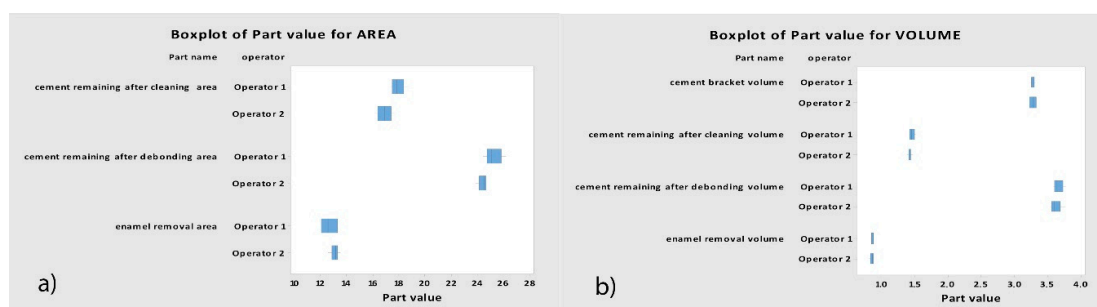 Boxplot of Part value for AREA
Part name operator
cement remaining after cleaning area Operator 1
Operator 2
cement remaining after debonding area Operator 1
Operator 2
enamel removal area Operator 1
Operator 2
10 12 14 16 18 20 22 24 26 28
Part value
a)
Boxplot of Part value for VOLUME
Part name operator
cement bracket volume Operator 1
Operator 2
cement remaining after cleaning volume Operator 1
Operator 2
cement remaining after debonding volume Operator 1
Operator 2
enamel removal volume Operator 1
Operator 2
1.0 1.5 2.0 2.5 3.0 3.5 4.0
Part value
b)